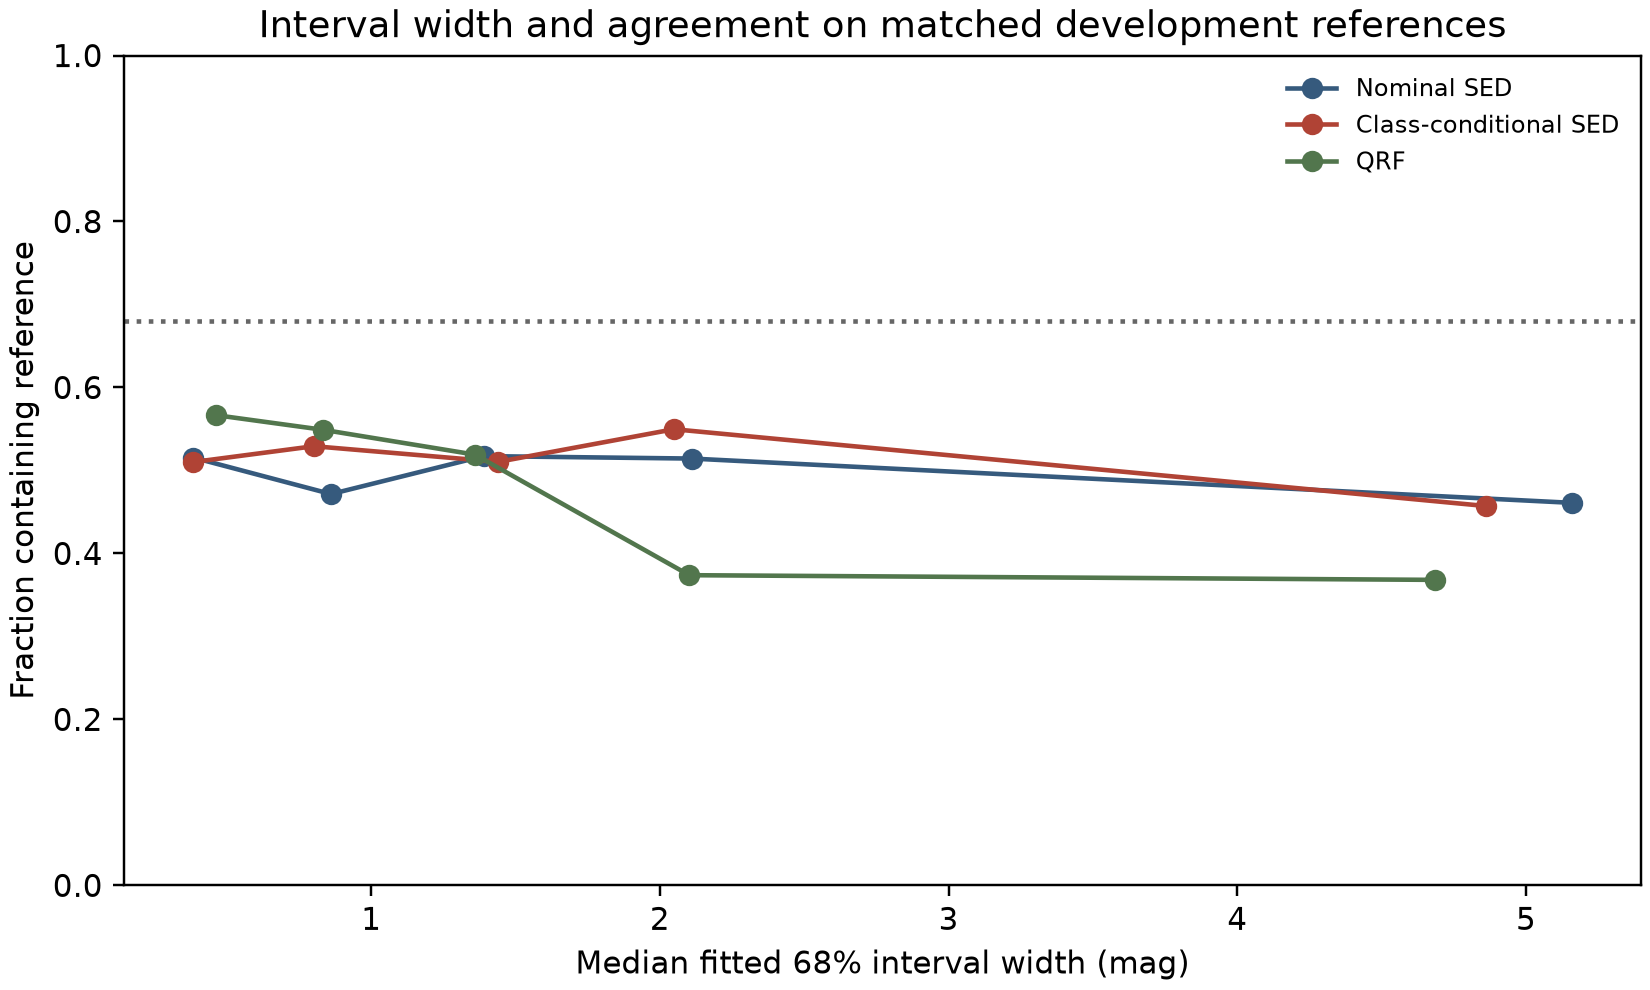 Interval width and agreement on matched development references
Nominal SED
Class-conditional SED
QRF
Fraction containing reference
1.0
0.8
0.6
0.4
0.2
0.0
1 2 3 4 5
Median fitted 68% interval width (mag)